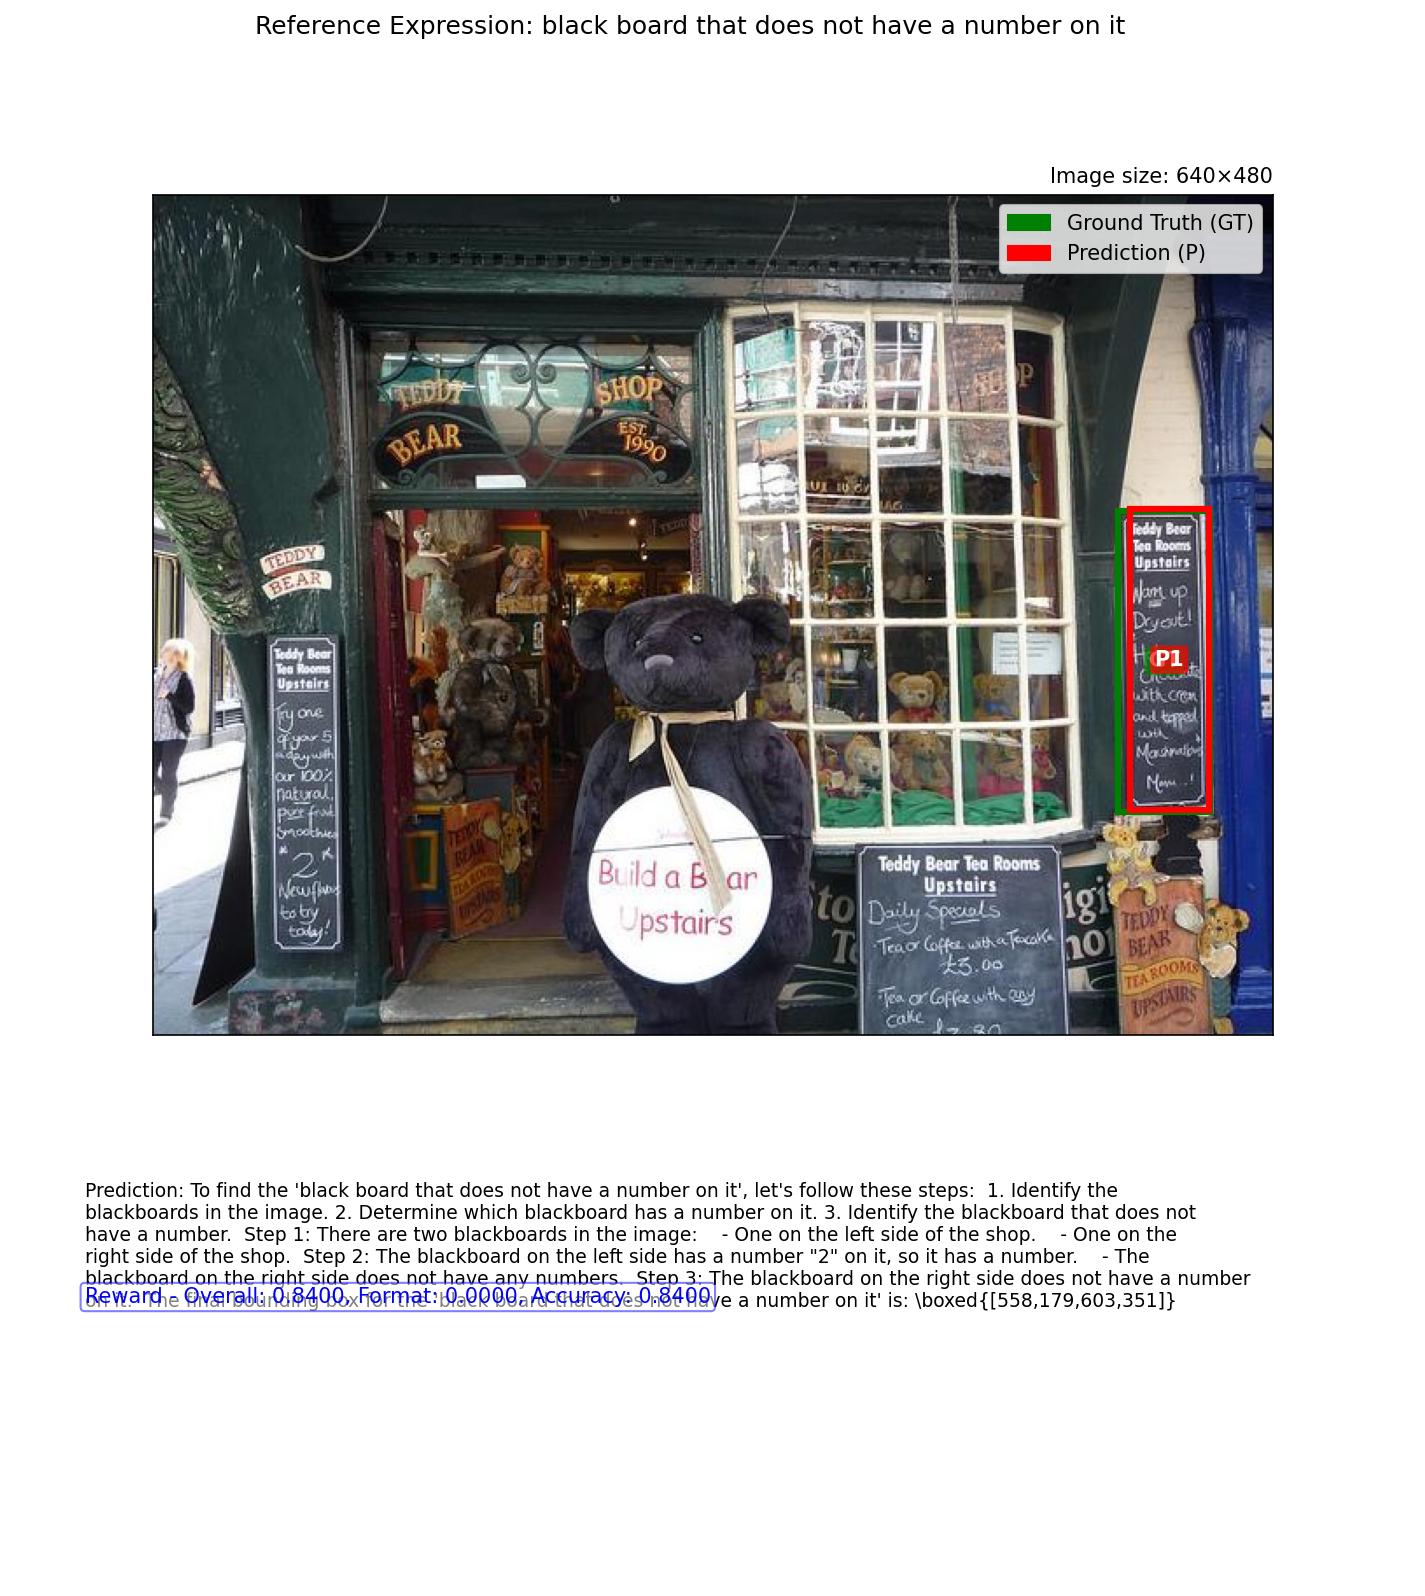 Reference Expression: black board that does not have a number on it
Image size: 640×480
Ground Truth (GT)
Prediction (P)
TEDDY SHOP
BEAR EST.
1990
SHOP
TEDDY
BEAR
Teddy Bear
Tea Rooms
Upstairs
Try one
of your 5
a day with
our 100%
natural,
pure fruit
Smoothies
* 2 *
New flavs
to try
today!
TEDDY
BEAR
TEA ROOMS
UPSTAIRS
Build a Bear
Upstairs
Teddy Bear
Tea Rooms
Upstairs
Warm up
Dry out!
P1
with cream
and topped
with
Marshmallows
Mmm..!
Teddy Bear Tea Rooms
Upstairs
Daily Specials
Tea or Coffee with a Teacake
£3.00
Tea or Coffee with any
cake
TEDDY
BEAR
TEA ROOMS
UPSTAIRS
Prediction: To find the 'black board that does not have a number on it', let's follow these steps:  1. Identify the
blackboards in the image. 2. Determine which blackboard has a number on it. 3. Identify the blackboard that does not
have a number.  Step 1: There are two blackboards in the image:    - One on the left side of the shop.    - One on the
right side of the shop.  Step 2: The blackboard on the left side has a number "2" on it, so it has a number.    - The
blackboard on the right side does not have any numbers.  Step 3: The blackboard on the right side does not have a number
on it.  The final bounding box for the 'black board that does not have a number on it' is: \boxed{[558,179,603,351]}
Reward - Overall: 0.8400, Format: 0.0000, Accuracy: 0.8400